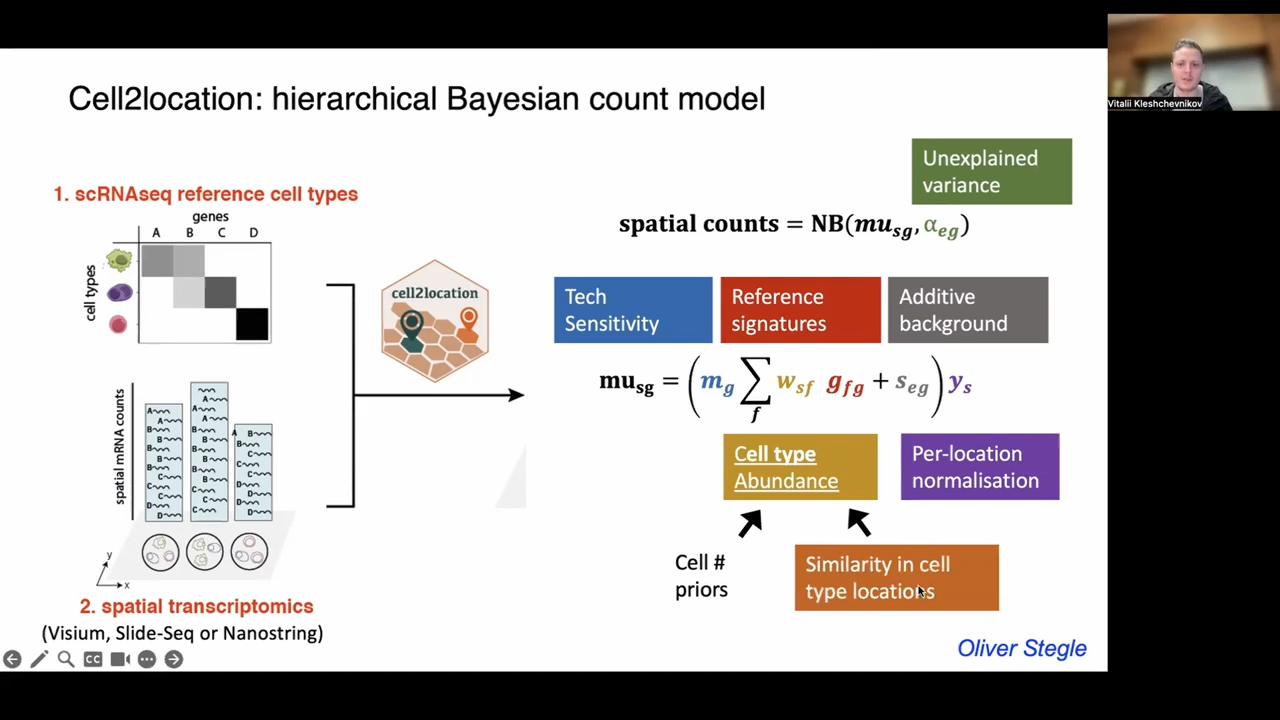 Cell2location: hierarchical Bayesian count model
Vitalii Kleshchevnikov
1. scRNAseq reference cell types
genes
A B C D
cell types
spatial mRNA counts
A
A
B
B
B
B
C
C
D
D
A
A
A
B
B
B
B
C
C
C
A
B
B
C
C
C
D
D
D
y
x
2. spatial transcriptomics
(Visium, Slide-Seq or Nanostring)
cell2location
Unexplained
variance
spatial counts = NB(mu_sg, α_eg)
Tech
Sensitivity
Reference
signatures
Additive
background
mu_sg = (m_g ∑_f w_sf g_fg + s_eg) y_s
Cell type
Abundance
Per-location
normalisation
Cell #
priors
Similarity in cell
type locations
Oliver Stegle
CC